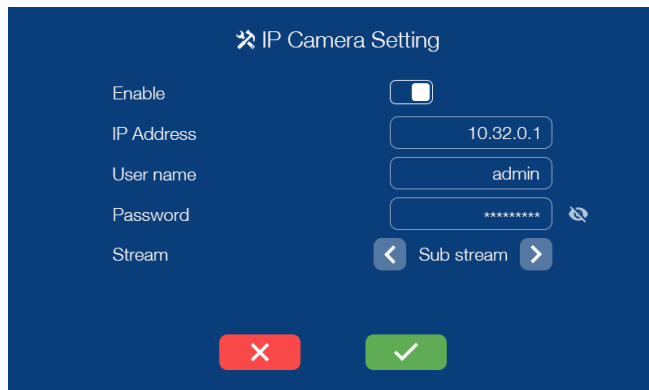 IP Camera Setting
Enable
IP Address 10.32.0.1
User name admin
Password *********
Stream Sub stream